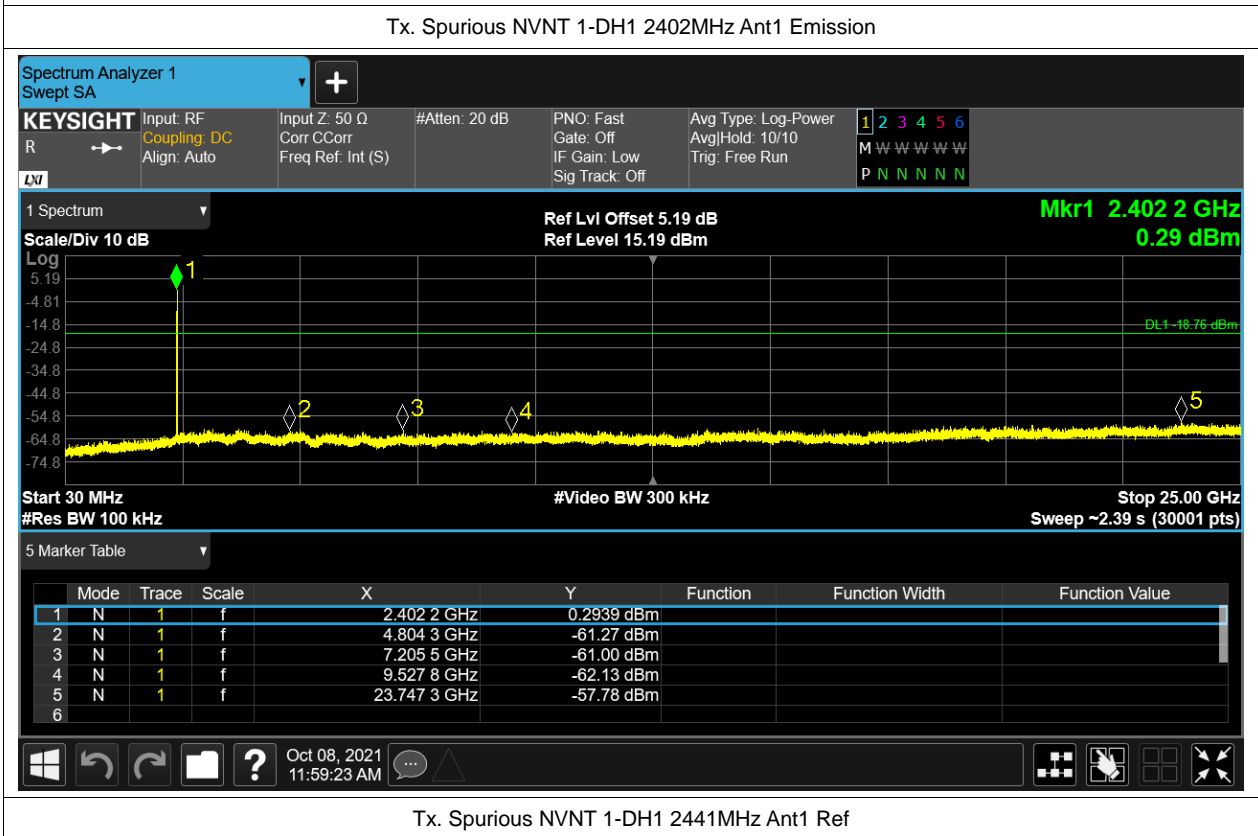 Tx. Spurious NVNT 1-DH1 2402MHz Ant1 Emission
Spectrum Analyzer 1
Swept SA
KEYSIGHT
R
LXI
Input: RF
Coupling: DC
Align: Auto
Input Z: 50 Ω
Corr CCorr
Freq Ref: Int (S)
#Atten: 20 dB
PNO: Fast
Gate: Off
IF Gain: Low
Sig Track: Off
Avg Type: Log-Power
Avg|Hold: 10/10
Trig: Free Run
1 2 3 4 5 6
M W W W W W
P N N N N N
1 Spectrum
Scale/Div 10 dB
Ref Lvl Offset 5.19 dB
Ref Level 15.19 dBm
Mkr1 2.402 2 GHz
0.29 dBm
Log
5.19
-4.81
-14.8
-24.8
-34.8
-44.8
-54.8
-64.8
-74.8
1
2
3
4
5
DL1 -18.76 dBm
Start 30 MHz
#Video BW 300 kHz
Stop 25.00 GHz
#Res BW 100 kHz
Sweep ~2.39 s (30001 pts)
5 Marker Table
Mode Trace Scale X Y Function Function Width Function Value
1 N 1 f 2.402 2 GHz 0.2939 dBm
2 N 1 f 4.804 3 GHz -61.27 dBm
3 N 1 f 7.205 5 GHz -61.00 dBm
4 N 1 f 9.527 8 GHz -62.13 dBm
5 N 1 f 23.747 3 GHz -57.78 dBm
6
?
Oct 08, 2021
11:59:23 AM
Tx. Spurious NVNT 1-DH1 2441MHz Ant1 Ref